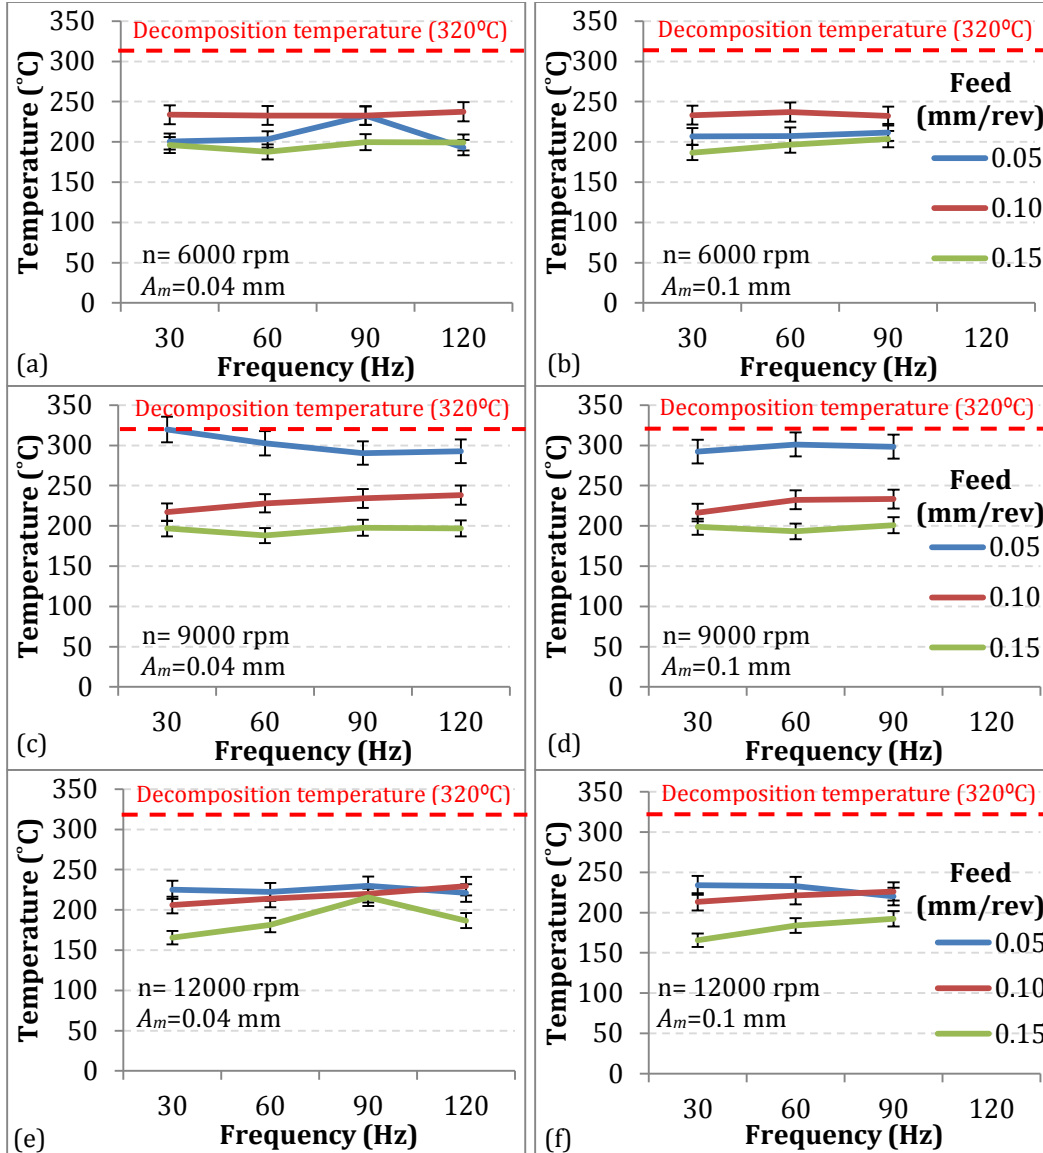 Decomposition temperature (320⁰C)
Temperature (˚C)
350
300
250
200
150
100
50
0
n= 6000 rpm
Am=0.04 mm
30 60 90 120
(a)
Frequency (Hz)
Decomposition temperature (320⁰C)
Temperature (˚C)
350
300
250
200
150
100
50
0
Feed
(mm/rev)
0.05
0.10
0.15
n= 6000 rpm
Am=0.1 mm
30 60 90 120
(b)
Frequency (Hz)
Decomposition temperature (320⁰C)
Temperature (˚C)
350
300
250
200
150
100
50
0
n= 9000 rpm
Am=0.04 mm
30 60 90 120
(c)
Frequency (Hz)
Decomposition temperature (320⁰C)
Temperature (˚C)
350
300
250
200
150
100
50
0
Feed
(mm/rev)
0.05
0.10
0.15
n= 9000 rpm
Am=0.1 mm
30 60 90 120
(d)
Frequency (Hz)
Decomposition temperature (320⁰C)
Temperature (˚C)
350
300
250
200
150
100
50
0
n= 12000 rpm
Am=0.04 mm
30 60 90 120
(e)
Frequency (Hz)
Decomposition temperature (320⁰C)
Temperature (˚C)
350
300
250
200
150
100
50
0
Feed
(mm/rev)
0.05
0.10
0.15
n= 12000 rpm
Am=0.1 mm
30 60 90 120
(f)
Frequency (Hz)